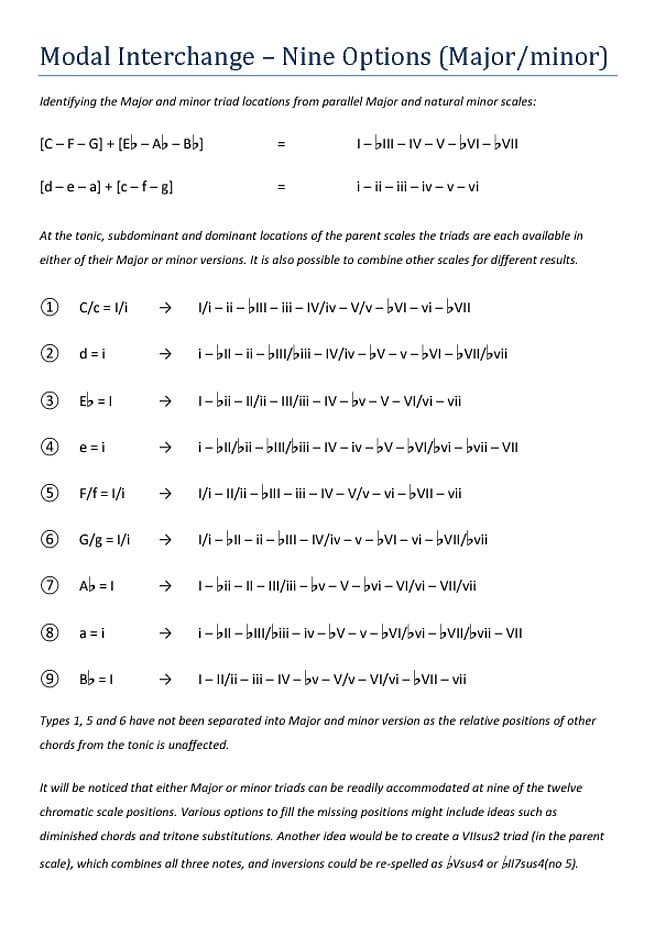 Modal Interchange – Nine Options (Major/minor)
Identifying the Major and minor triad locations from parallel Major and natural minor scales:
[C – F – G] + [E♭ – A♭ – B♭] = I – ♭III – IV – V – ♭VI – ♭VII
[d – e – a] + [c – f – g] = i – ii – iii – iv – v – vi
At the tonic, subdominant and dominant locations of the parent scales the triads are each available in
either of their Major or minor versions. It is also possible to combine other scales for different results.
① C/c = I/i → I/i – ii – ♭III – iii – IV/iv – V/v – ♭VI – vi – ♭VII
② d = i → i – ♭II – ii – ♭III/♭iii – IV/iv – ♭V – v – ♭VI – ♭VII/♭vii
③ E♭ = I → I – ♭ii – II/ii – III/iii – IV – ♭v – V – VI/vi – vii
④ e = i → i – ♭II/♭ii – ♭III/♭iii – IV – iv – ♭V – ♭VI/♭vi – ♭vii – VII
⑤ F/f = I/i → I/i – II/ii – ♭III – iii – IV – V/v – vi – ♭VII – vii
⑥ G/g = I/i → I/i – ♭II – ii – ♭III – IV/iv – v – ♭VI – vi – ♭VII/♭vii
⑦ A♭ = I → I – ♭ii – II – III/iii – ♭v – V – ♭vi – VI/vi – VII/vii
⑧ a = i → i – ♭II – ♭III/♭iii – iv – ♭V – v – ♭VI/♭vi – ♭VII/♭vii – VII
⑨ B♭ = I → I – II/ii – iii – IV – ♭v – V/v – VI/vi – ♭VII – vii
Types 1, 5 and 6 have not been separated into Major and minor version as the relative positions of other
chords from the tonic is unaffected.
It will be noticed that either Major or minor triads can be readily accommodated at nine of the twelve
chromatic scale positions. Various options to fill the missing positions might include ideas such as
diminished chords and tritone substitutions. Another idea would be to create a VIIsus2 triad (in the parent
scale), which combines all three notes, and inversions could be re-spelled as ♭Vsus4 or ♭II7sus4(no 5).